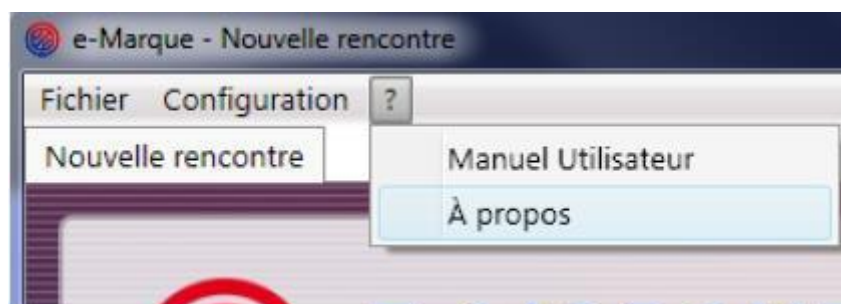 e-Marque - Nouvelle rencontre
Fichier Configuration ?
Nouvelle rencontre
Manuel Utilisateur
À propos